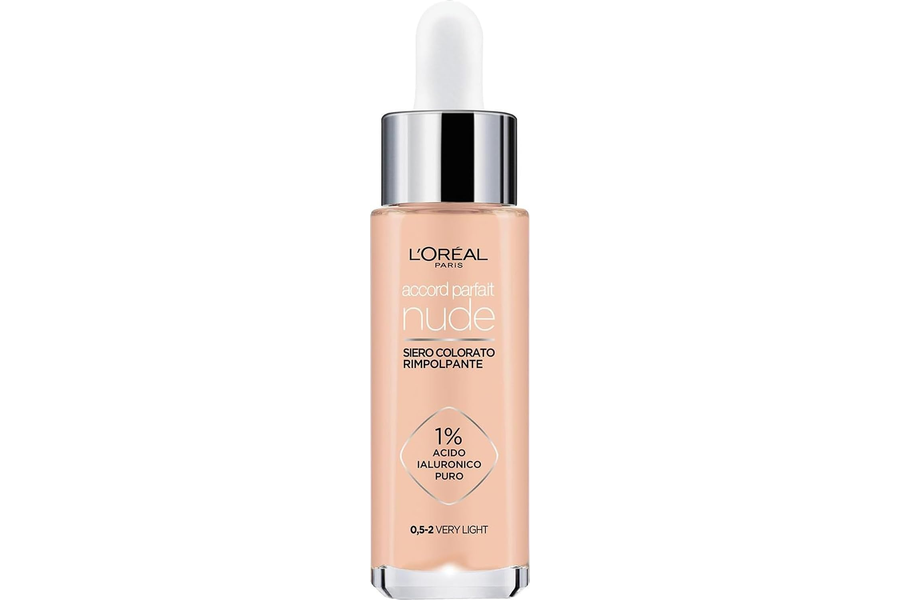 L'ORÉAL
PARIS
accord parfait
nude
SIERO COLORATO
RIMPOLPANTE
1%
ACIDO
IALURONICO
PURO
0,5-2 VERY LIGHT